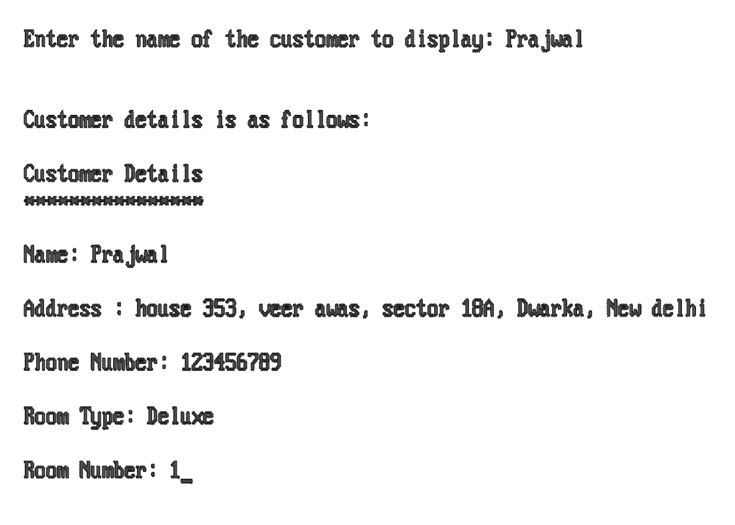 Enter the name of the customer to display: Prajwal
Customer details is as follows:
Customer Details
****************
Name: Prajwal
Address : house 353, veer awas, sector 18A, Dwarka, New delhi
Phone Number: 123456789
Room Type: Deluxe
Room Number: 1_